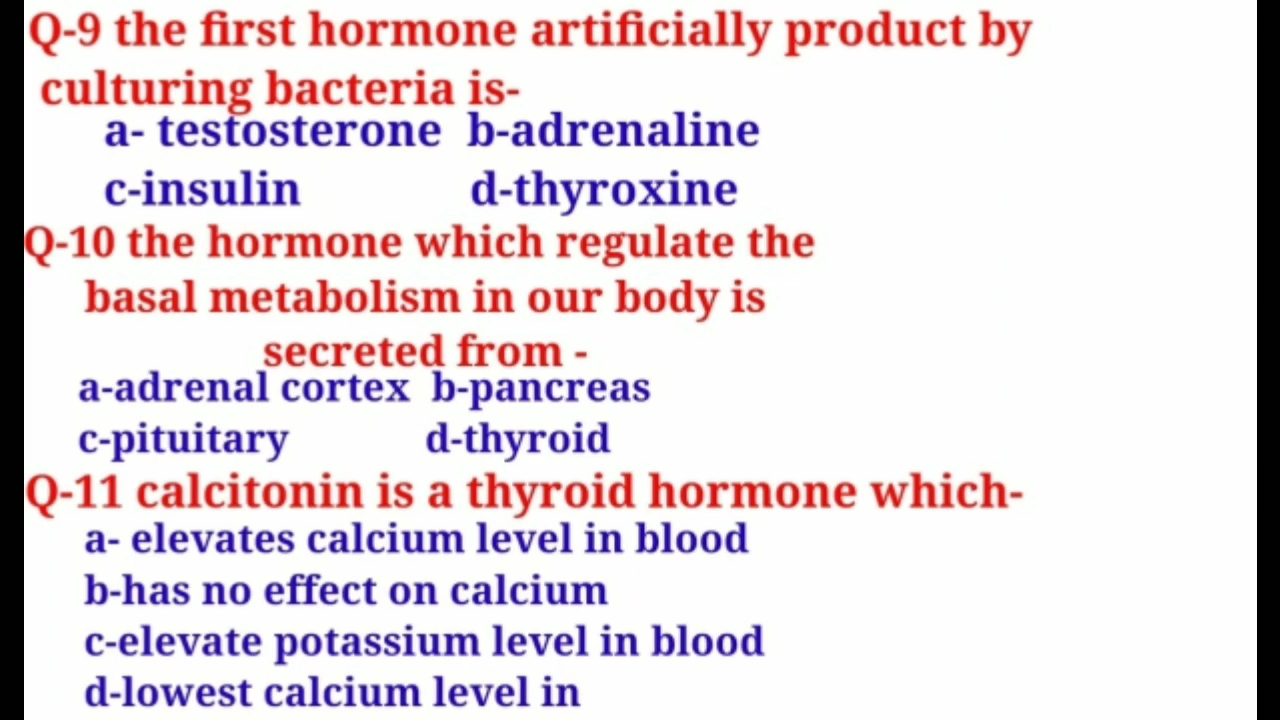 Q-9 the first hormone artificially product by
culturing bacteria is-
a- testosterone b-adrenaline
c-insulin d-thyroxine
Q-10 the hormone which regulate the
basal metabolism in our body is
secreted from -
a-adrenal cortex b-pancreas
c-pituitary d-thyroid
Q-11 calcitonin is a thyroid hormone which-
a- elevates calcium level in blood
b-has no effect on calcium
c-elevate potassium level in blood
d-lowest calcium level in